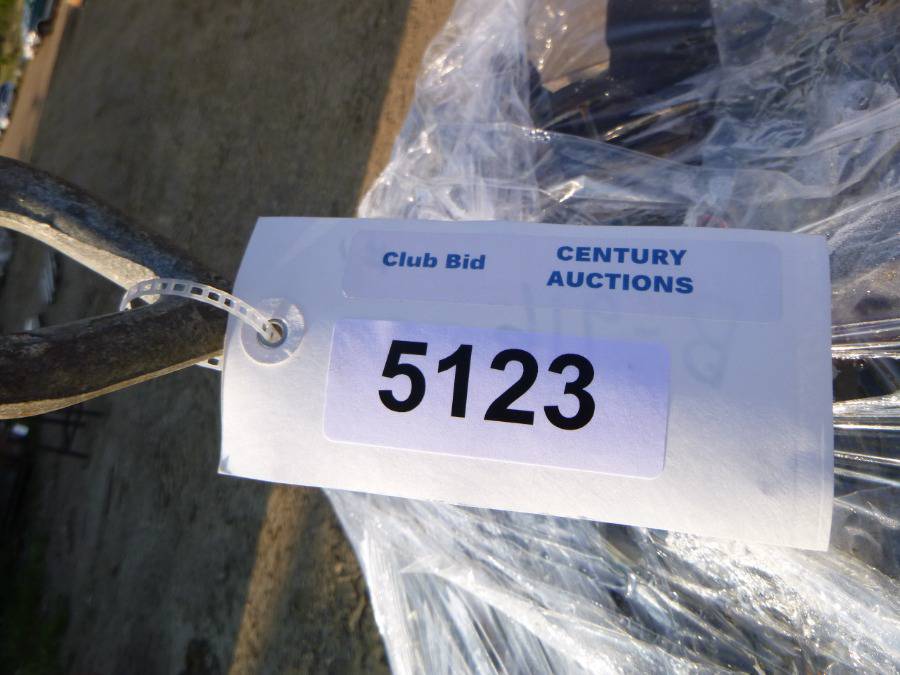 Club Bid
CENTURY
AUCTIONS
5123